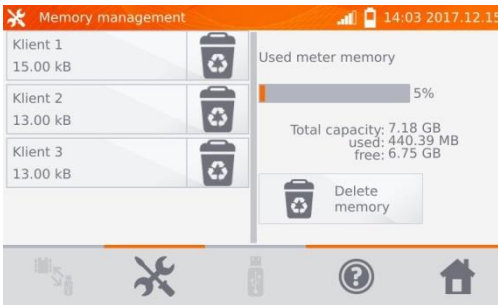 Memory management
14:03 2017.12.15
Klient 1
15.00 kB
Klient 2
13.00 kB
Klient 3
13.00 kB
Used meter memory
5%
Total capacity: 7.18 GB
used: 440.39 MB
free: 6.75 GB
Delete
memory